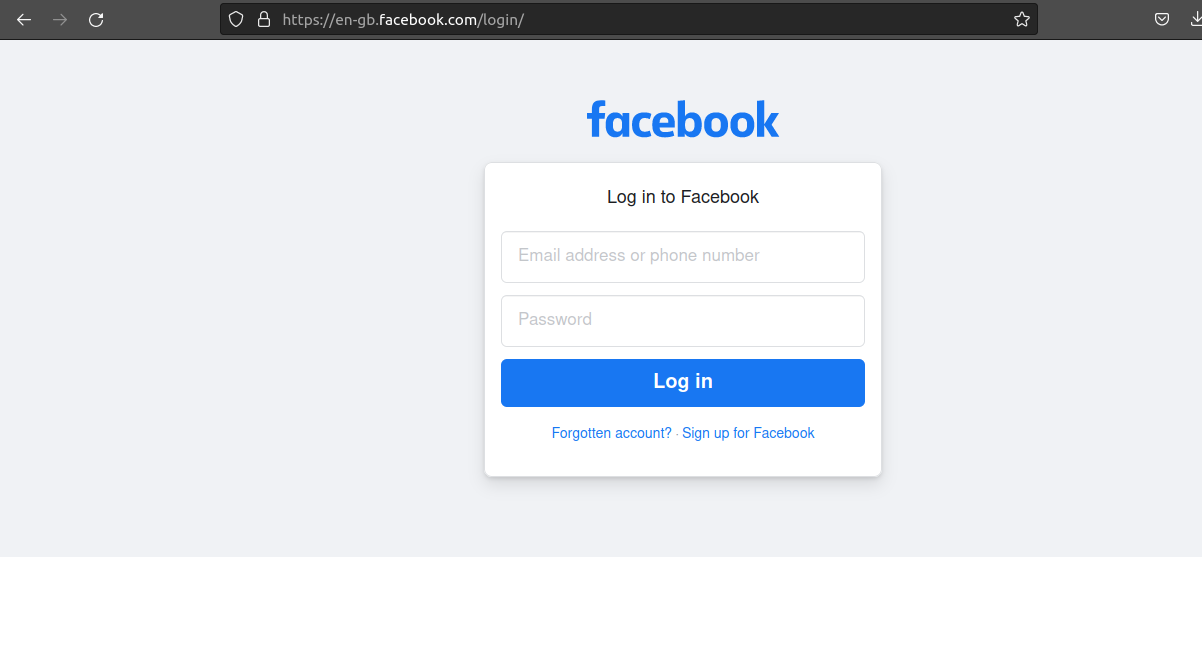 https://en-gb.facebook.com/login/
facebook
Log in to Facebook
Email address or phone number
Password
Log in
Forgotten account? · Sign up for Facebook